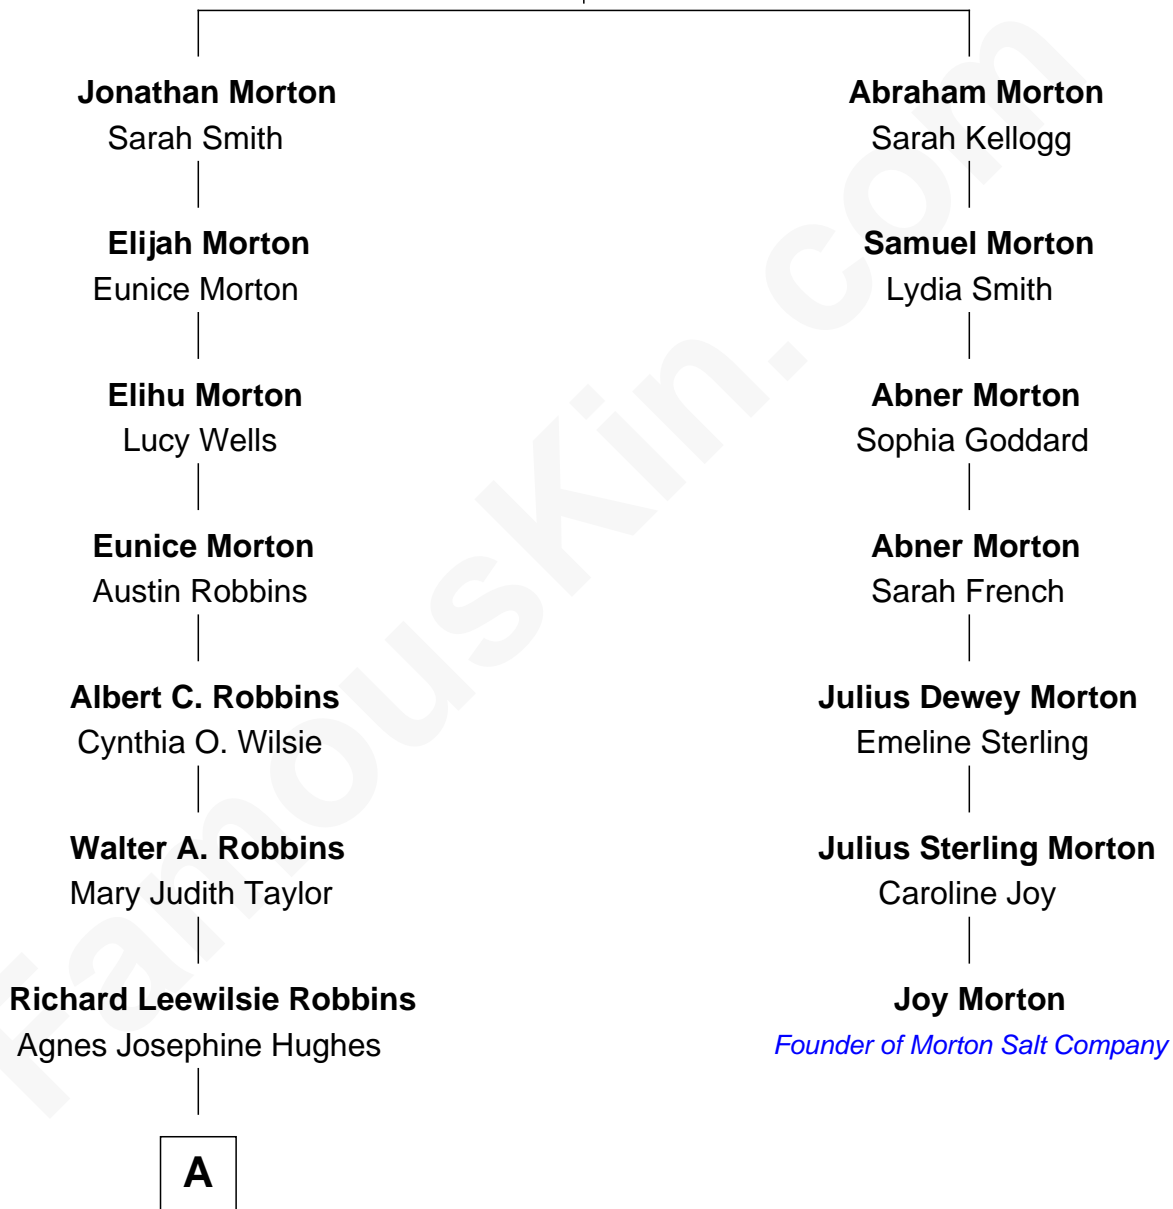 Jonathan Morton
Sarah Smith
Abraham Morton
Sarah Kellogg
Elijah Morton
Eunice Morton
Samuel Morton
Lydia Smith
Elihu Morton
Lucy Wells
Abner Morton
Sophia Goddard
Eunice Morton
Austin Robbins
Abner Morton
Sarah French
Albert C. Robbins
Cynthia O. Wilsie
Julius Dewey Morton
Emeline Sterling
Walter A. Robbins
Mary Judith Taylor
Julius Sterling Morton
Caroline Joy
Richard Leewilsie Robbins
Agnes Josephine Hughes
Joy Morton
Founder of Morton Salt Company
A
FamousKin.com